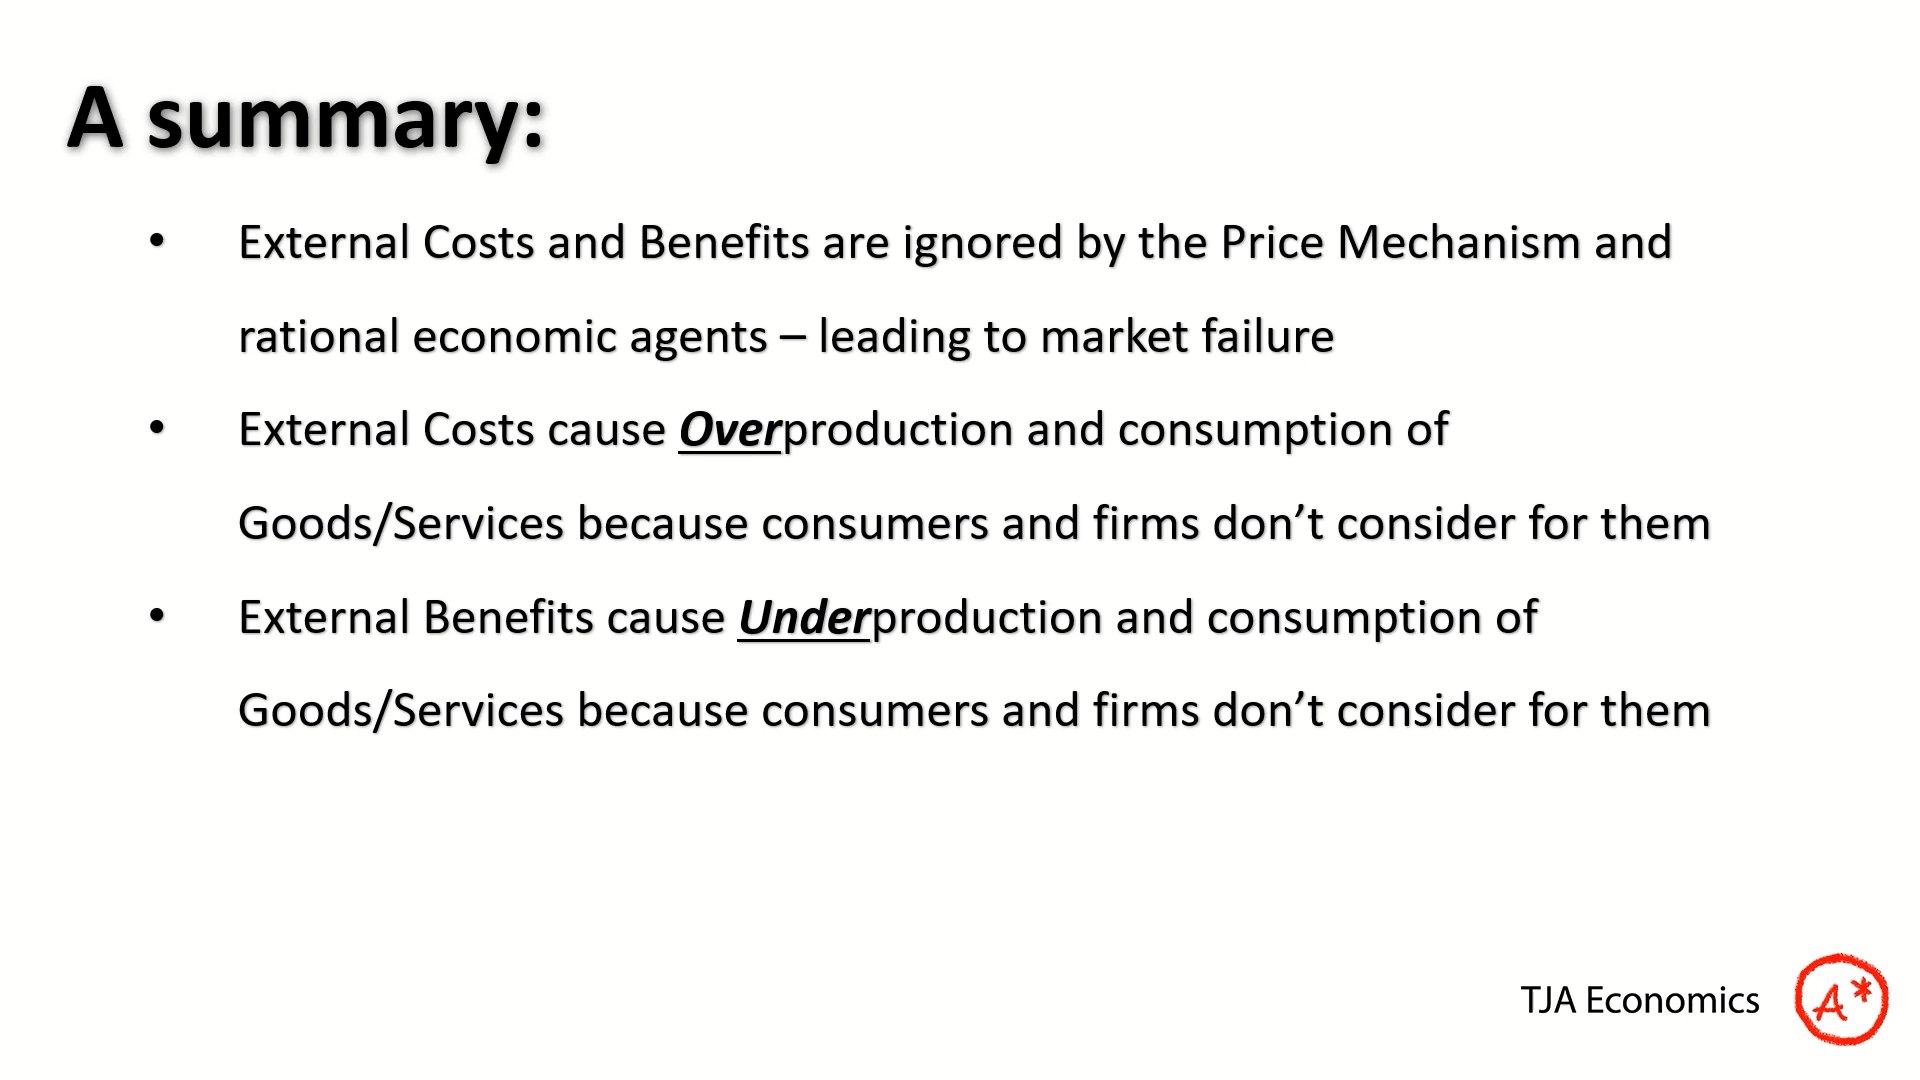 A summary:
• External Costs and Benefits are ignored by the Price Mechanism and
rational economic agents – leading to market failure
• External Costs cause Overproduction and consumption of
Goods/Services because consumers and firms don’t consider for them
• External Benefits cause Underproduction and consumption of
Goods/Services because consumers and firms don’t consider for them
TJA Economics
A*